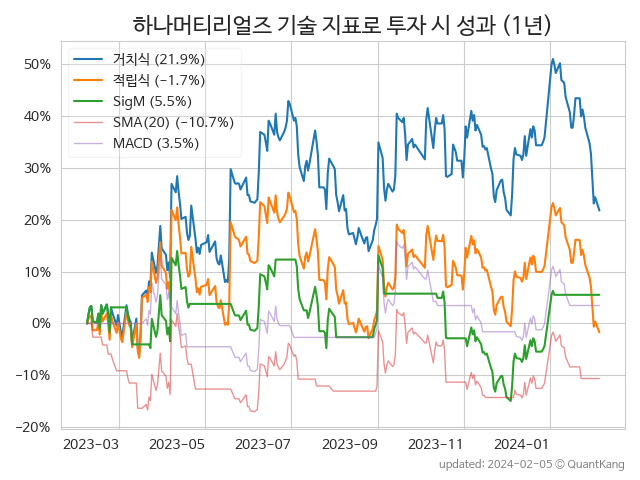 하나머티리얼즈 기술 지표로 투자 시 성과 (1년)
거치식 (21.9%)
적립식 (−1.7%)
SigM (5.5%)
SMA(20) (−10.7%)
MACD (3.5%)
50%
40%
30%
20%
10%
0%
−10%
−20%
2023-03 2023-05 2023-07 2023-09 2023-11 2024-01
updated: 2024-02-05 © QuantKang